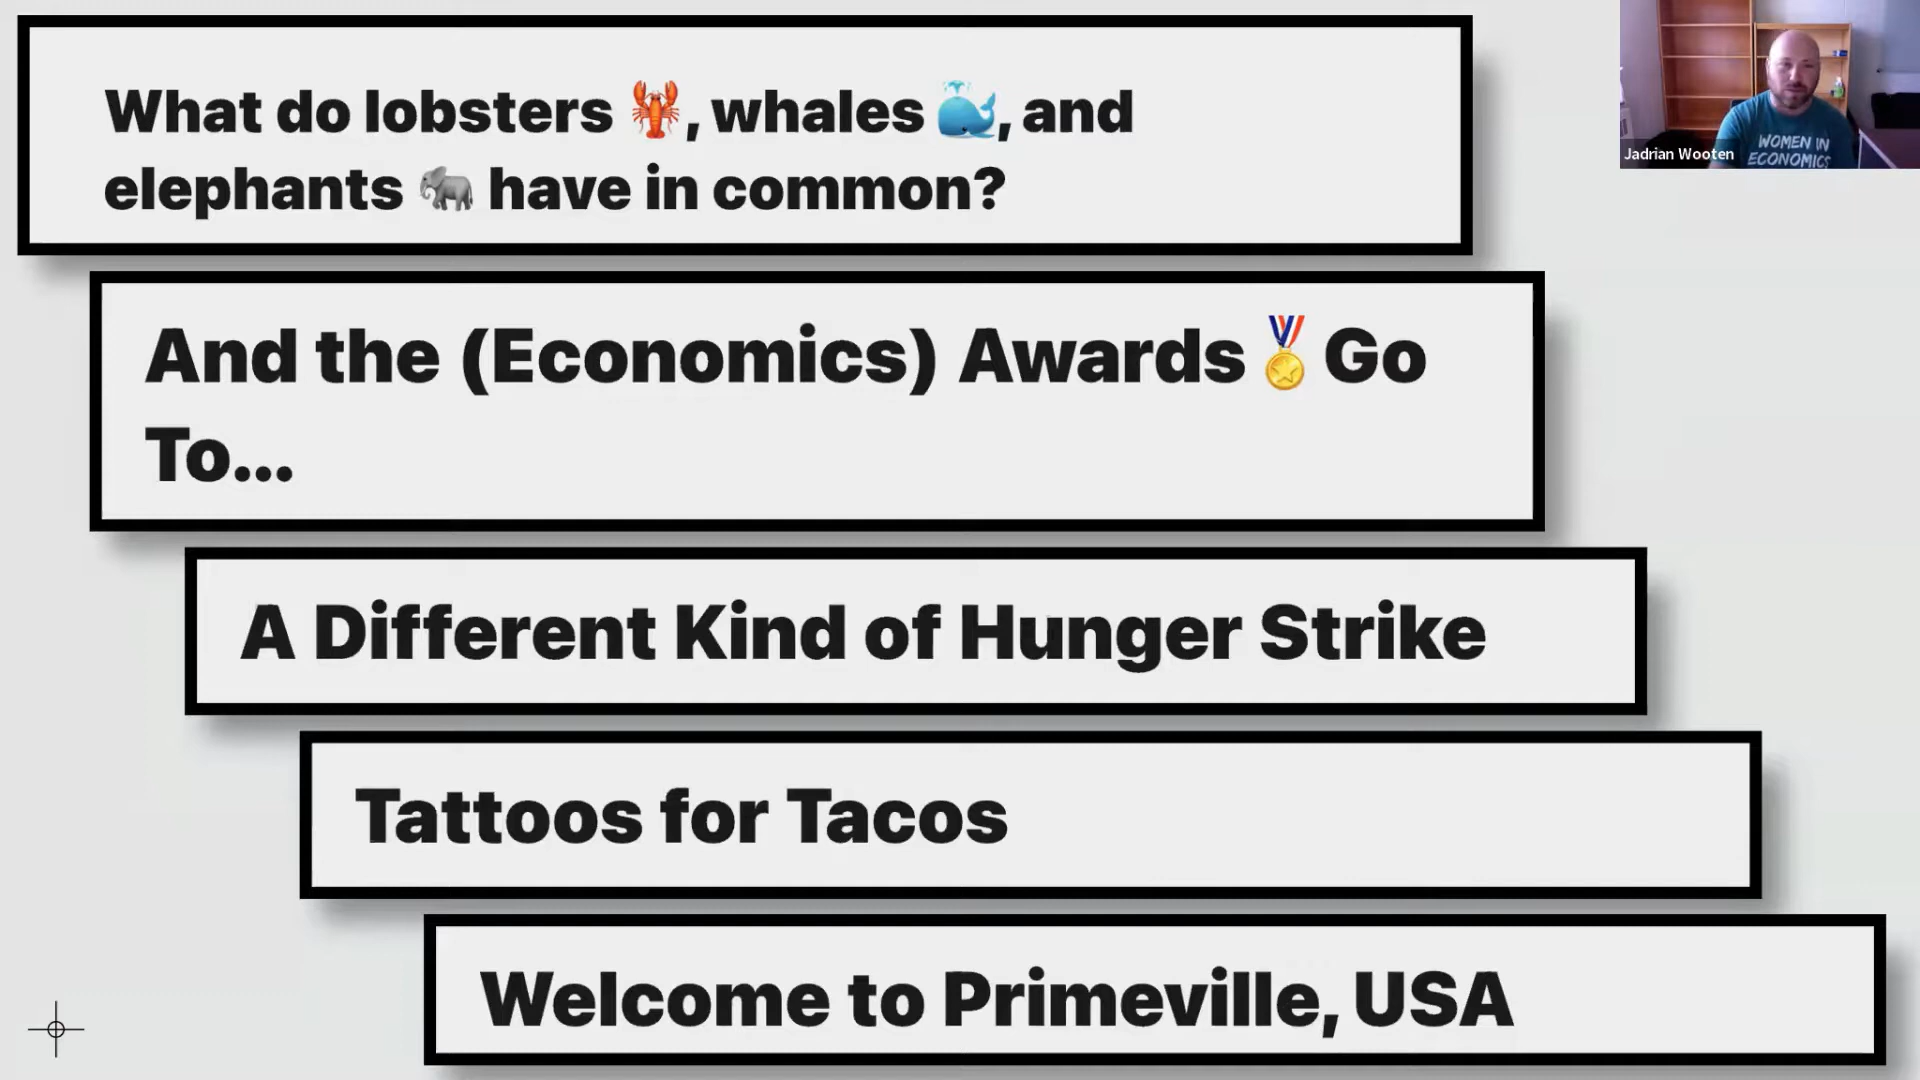 What do lobsters 🦞, whales 🐳, and
elephants 🐘 have in common?
And the (Economics) Awards🏅Go
To...
A Different Kind of Hunger Strike
Tattoos for Tacos
Welcome to Primeville, USA
WOMEN IN
ECONOMICS
Jadrian Wooten